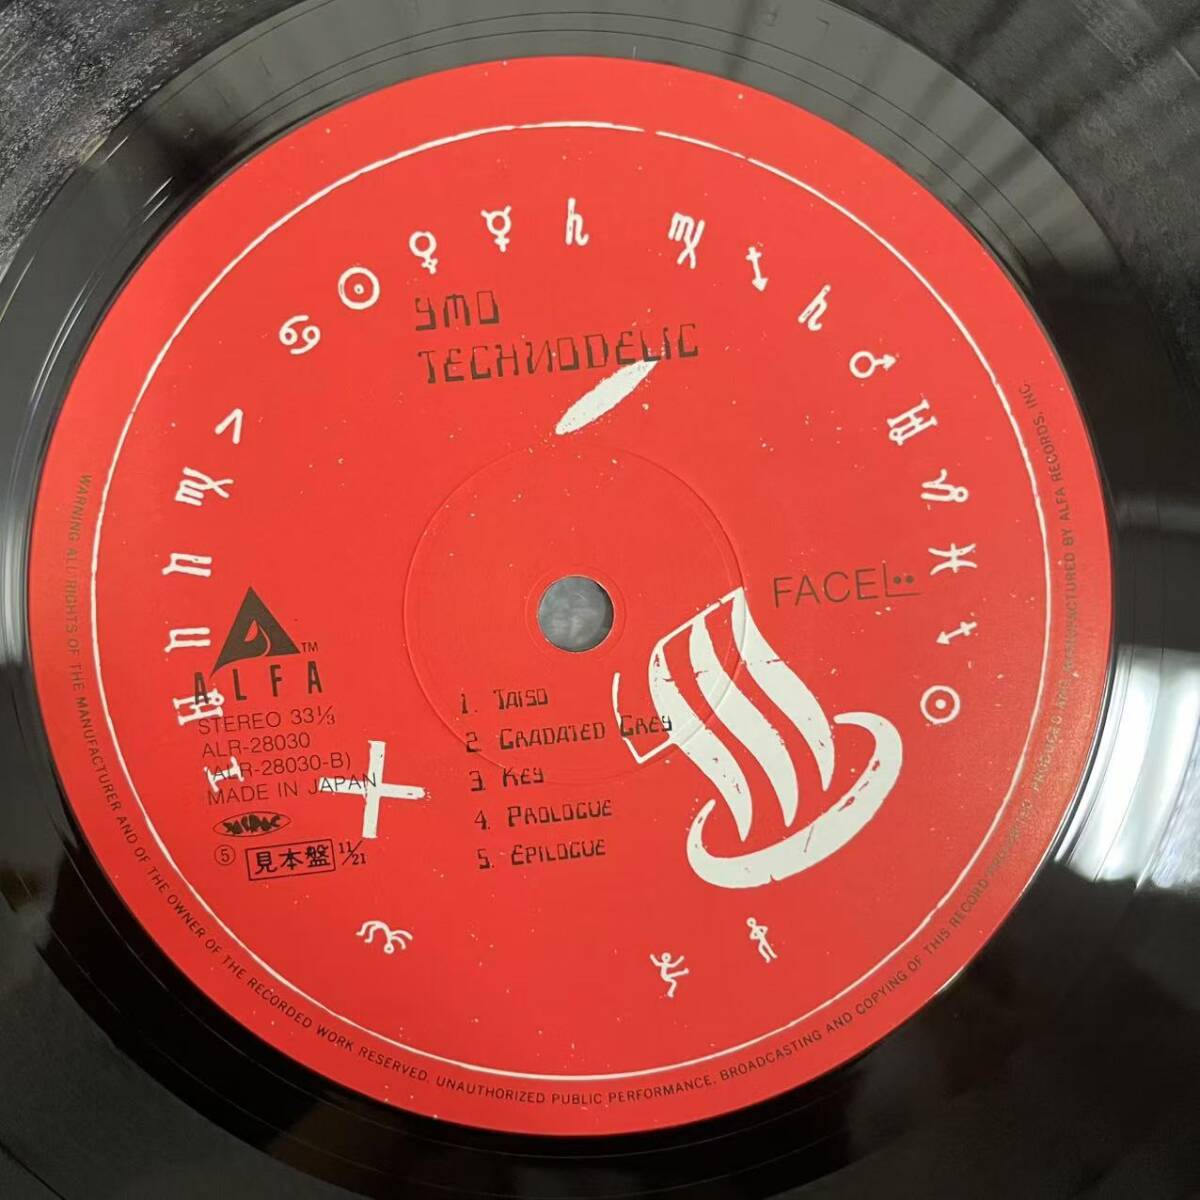 YMO
TECHNODELIC
FACE
ALFA™
STEREO 33⅓
ALR-28030
(ALR-28030-B)
MADE IN JAPAN
JASRAC
⑤ 見本盤 11/21
1. TAISO
2. GRADATED GREY
3. KEY
4. PROLOGUE
5. EPILOGUE
WARNING: ALL RIGHTS OF THE MANUFACTURER AND OF THE OWNER OF THE RECORDED WORK RESERVED. UNAUTHORIZED PUBLIC PERFORMANCE, BROADCASTING AND COPYING OF THIS RECORD PROHIBITED. PRODUCED AND MANUFACTURED BY ALFA RECORDS, INC.